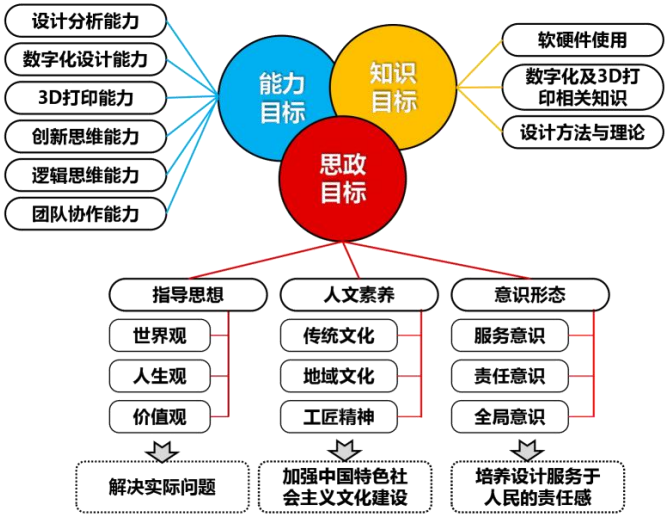 设计分析能力
数字化设计能力
3D打印能力
创新思维能力
逻辑思维能力
团队协作能力
能力
目标
知识
目标
思政
目标
软硬件使用
数字化及3D打
印相关知识
设计方法与理论
指导思想
世界观
人生观
价值观
解决实际问题
人文素养
传统文化
地域文化
工匠精神
加强中国特色社
会主义文化建设
意识形态
服务意识
责任意识
全局意识
培养设计服务于
人民的责任感